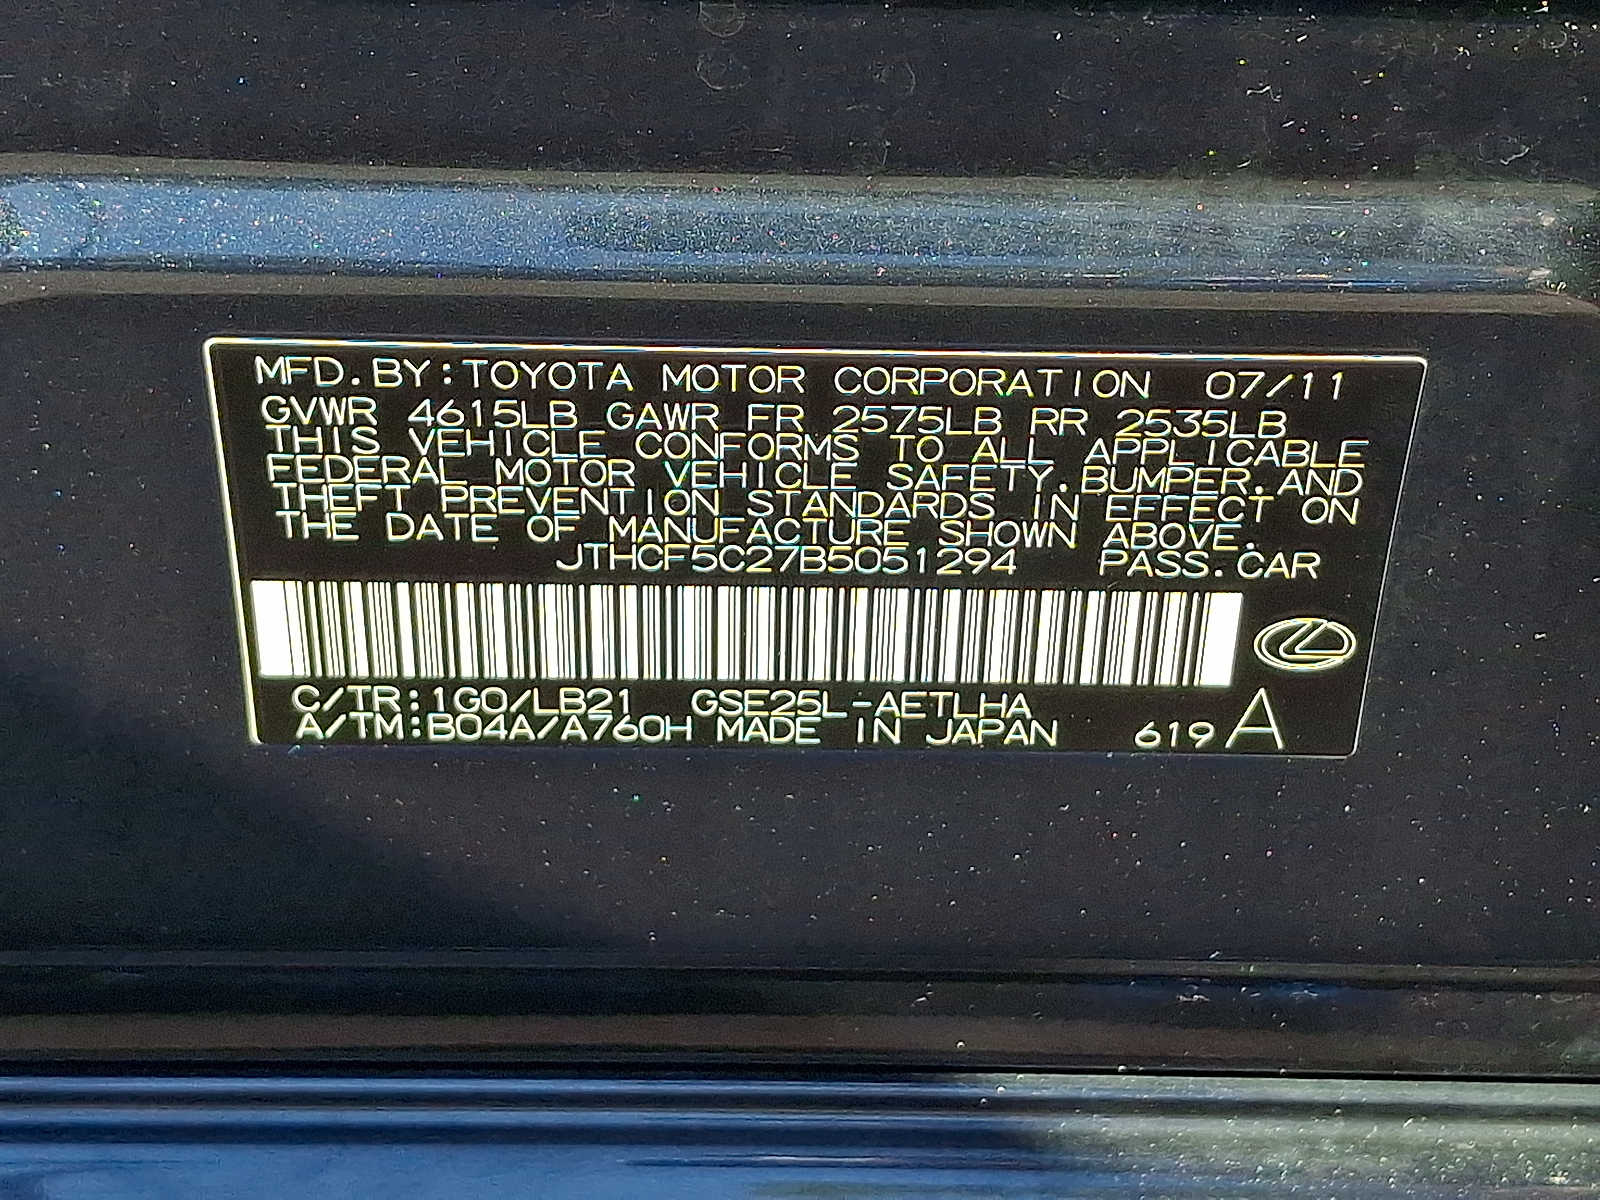 MFD.BY:TOYOTA MOTOR CORPORATION 07/11
GVWR 4615LB GAWR FR 2575LB RR 2535LB
THIS VEHICLE CONFORMS TO ALL APPLICABLE
FEDERAL MOTOR VEHICLE SAFETY,BUMPER,AND
THEFT PREVENTION STANDARDS IN EFFECT ON
THE DATE OF MANUFACTURE SHOWN ABOVE.
JTHCF5C27B5051294 PASS.CAR
C/TR:1G0/LB21 GSE25L-AETLHA
A/TM:B04A/A760H MADE IN JAPAN 619 A